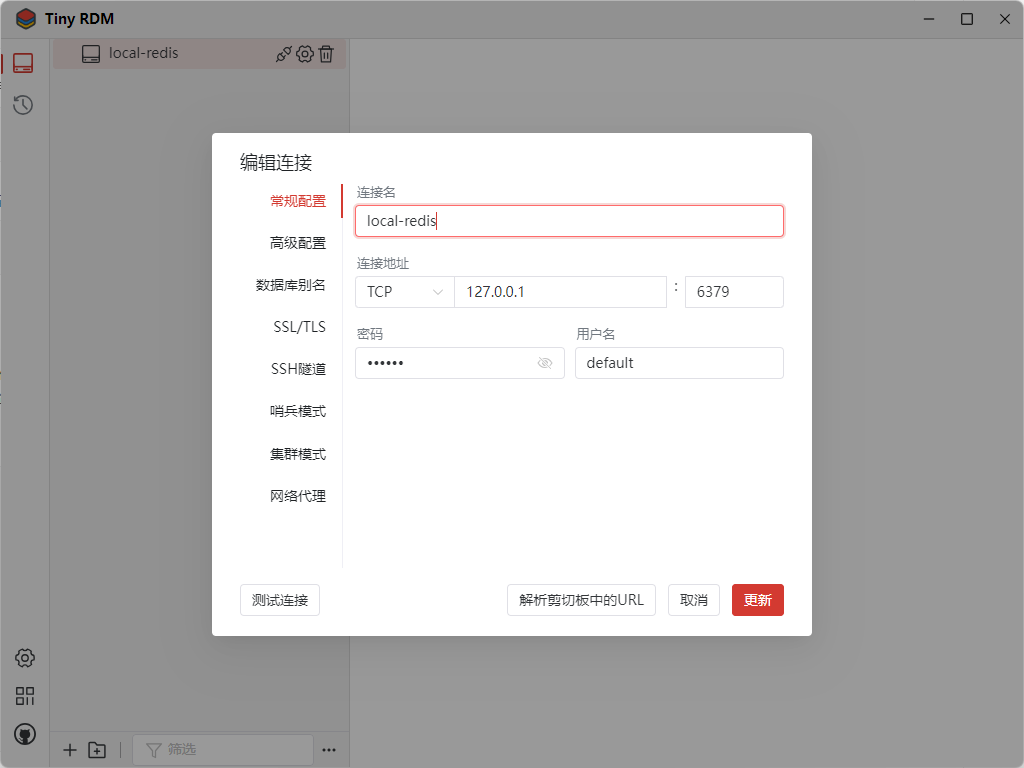 Tiny RDM
local-redis
编辑连接
常规配置
高级配置
数据库别名
SSL/TLS
SSH隧道
哨兵模式
集群模式
网络代理
连接名
local-redis
连接地址
TCP 127.0.0.1 : 6379
密码 用户名
•••••• default
测试连接 解析剪切板中的URL 取消 更新
筛选